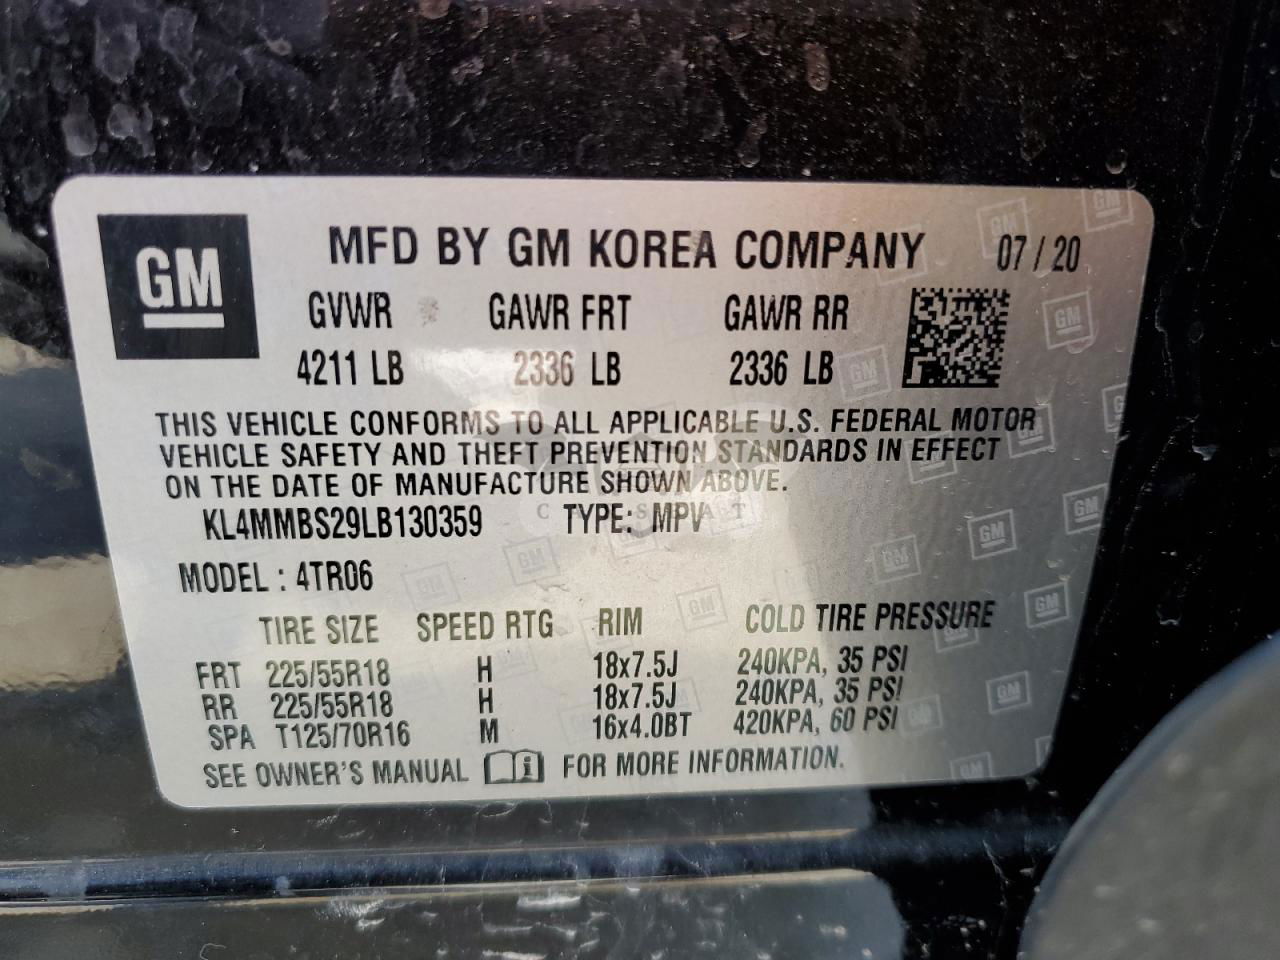 GM
MFD BY GM KOREA COMPANY 07 / 20
GVWR GAWR FRT GAWR RR
4211 LB 2336 LB 2336 LB
THIS VEHICLE CONFORMS TO ALL APPLICABLE U.S. FEDERAL MOTOR
VEHICLE SAFETY AND THEFT PREVENTION STANDARDS IN EFFECT
ON THE DATE OF MANUFACTURE SHOWN ABOVE.
KL4MMBS29LB130359 TYPE: MPV
MODEL : 4TR06
TIRE SIZE SPEED RTG RIM COLD TIRE PRESSURE
FRT 225/55R18 H 18x7.5J 240KPA, 35 PSI
RR 225/55R18 H 18x7.5J 240KPA, 35 PSI
SPA T125/70R16 M 16x4.0BT 420KPA, 60 PSI
SEE OWNER'S MANUAL FOR MORE INFORMATION.